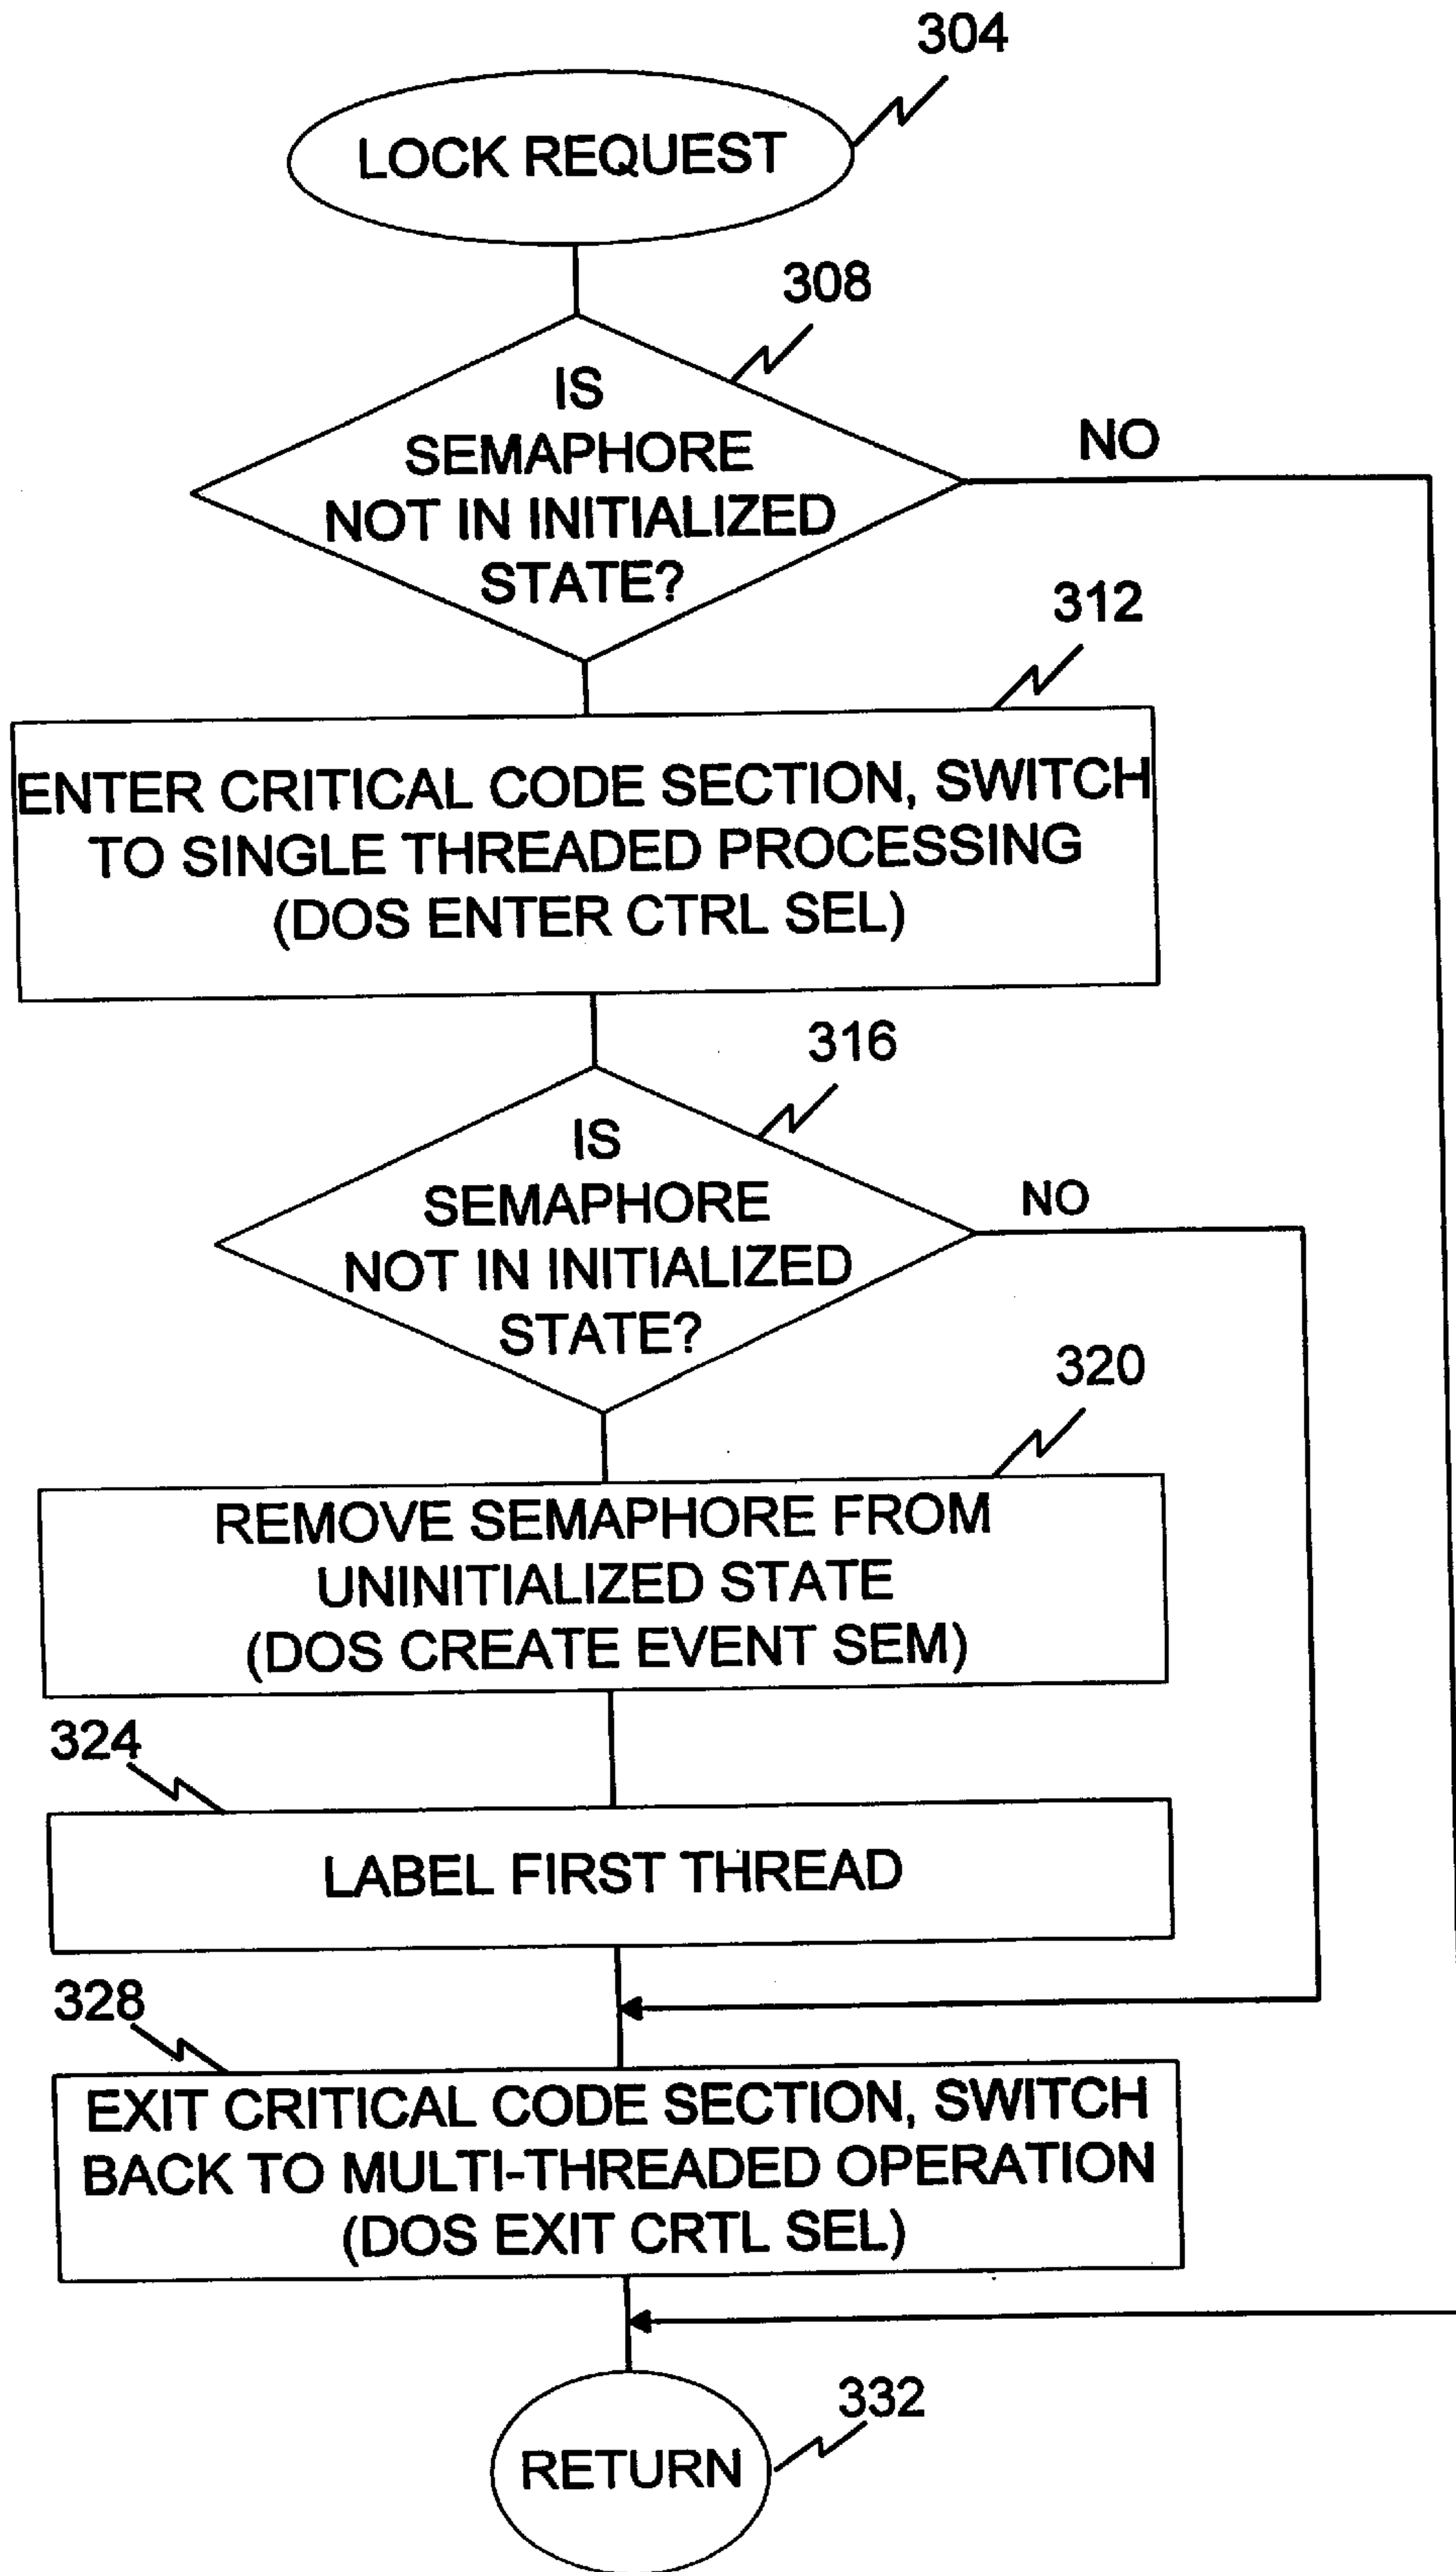 304
LOCK REQUEST
308
IS
SEMAPHORE
NOT IN INITIALIZED
STATE?
NO
312
ENTER CRITICAL CODE SECTION, SWITCH
TO SINGLE THREADED PROCESSING
(DOS ENTER CTRL SEL)
316
IS
SEMAPHORE
NOT IN INITIALIZED
STATE?
NO
320
REMOVE SEMAPHORE FROM
UNINITIALIZED STATE
(DOS CREATE EVENT SEM)
324
LABEL FIRST THREAD
328
EXIT CRITICAL CODE SECTION, SWITCH
BACK TO MULTI-THREADED OPERATION
(DOS EXIT CRTL SEL)
332
RETURN